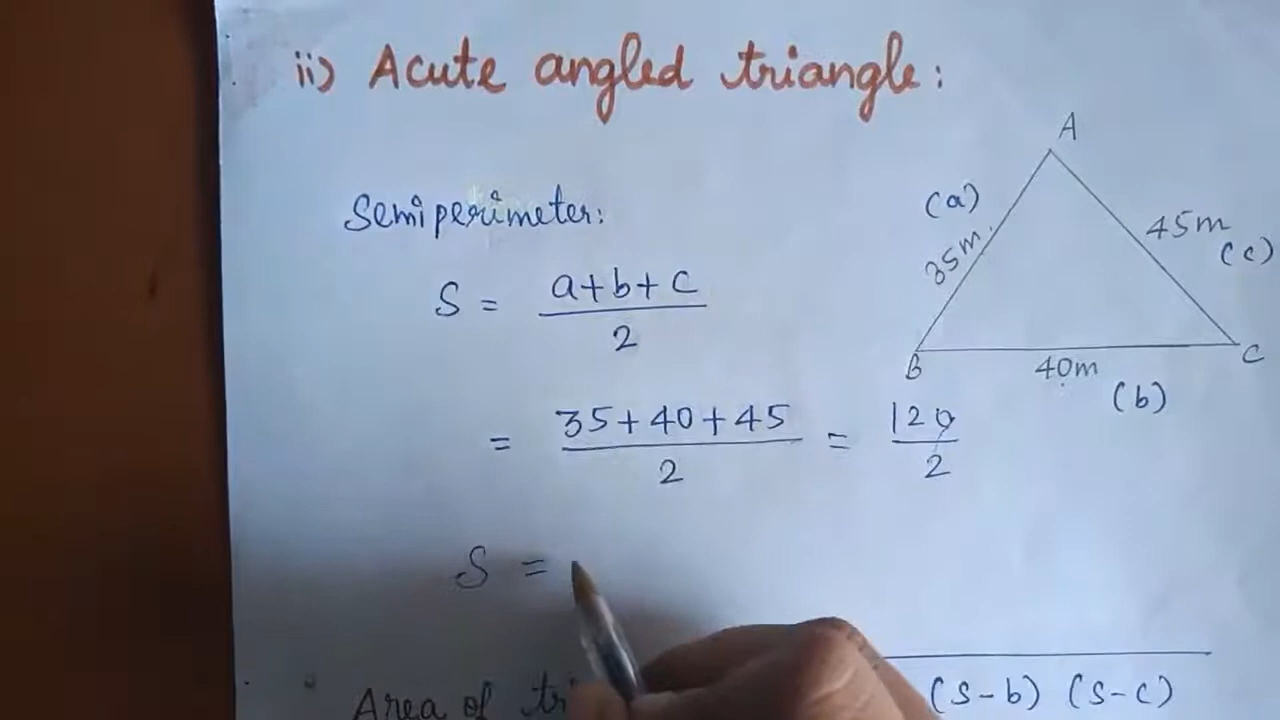 ii) Acute angled triangle:
A
(a)
35m
45m
(c)
B
40m
C
(b)
Semiperimeter:
S = a+b+c / 2
= 35+40+45 / 2 = 120 / 2
S =
Area of (s-b) (s-c)